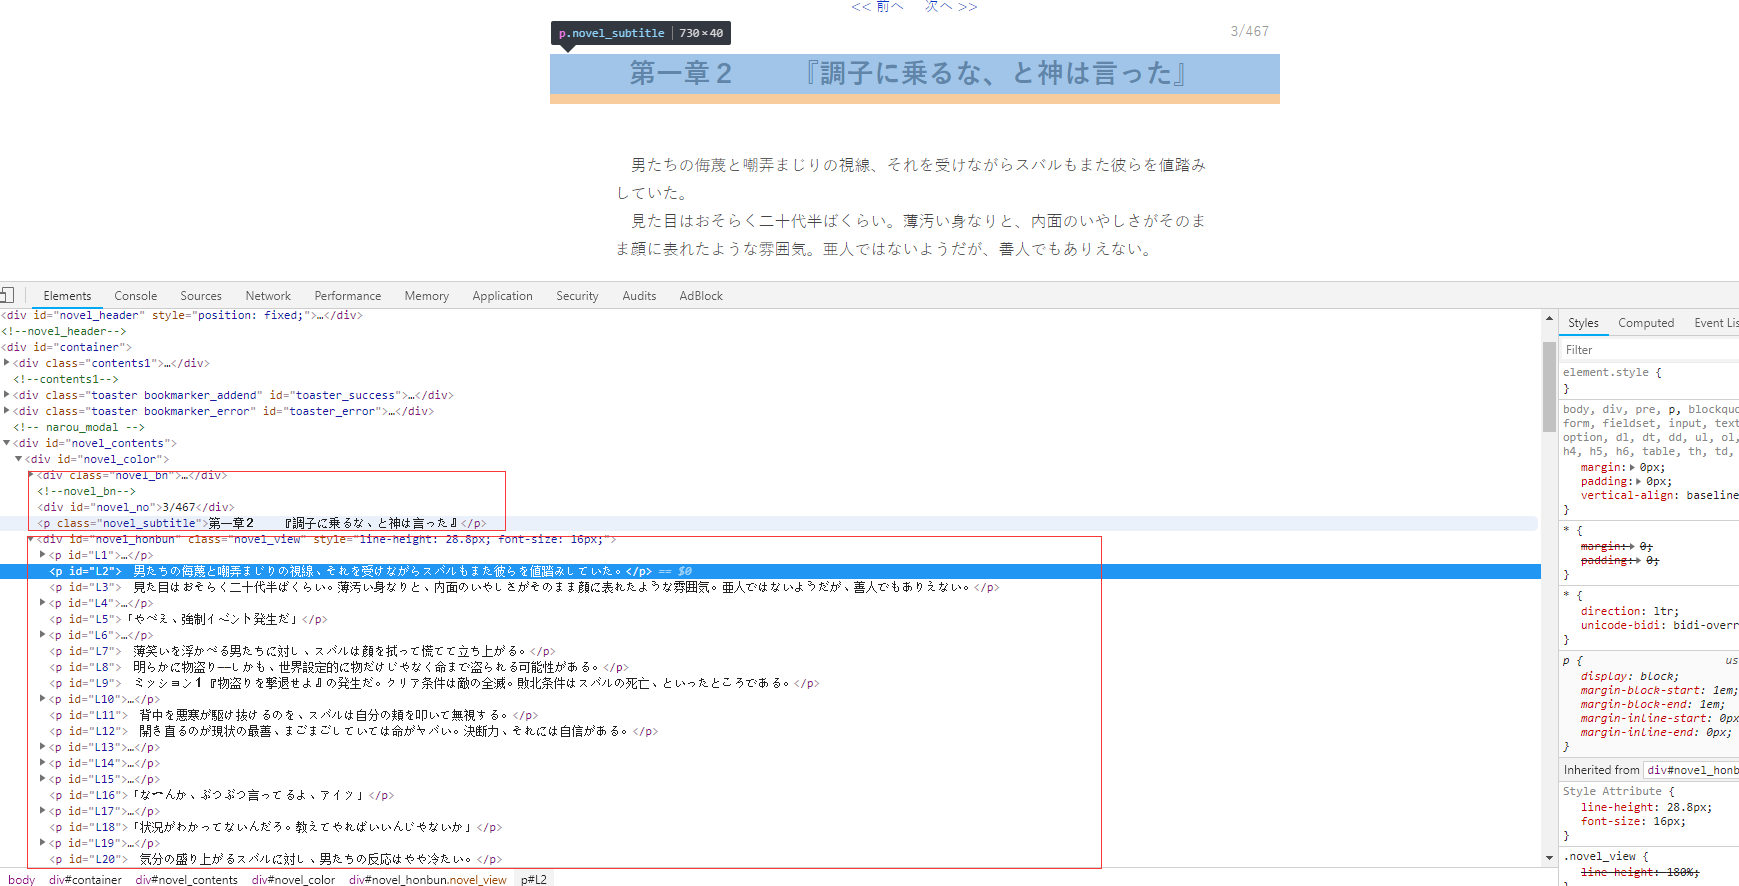 << 前へ 次へ >>
p.novel_subtitle | 730×40
3/467
第一章２　　『調子に乗るな、と神は言った』
男たちの侮蔑と嘲弄まじりの視線、それを受けながらスバルもまた彼らを値踏み
していた。
見た目はおそらく二十代半ばくらい。薄汚い身なりと、内面のいやしさがそのま
ま顔に表れたような雰囲気。亜人ではないようだが、善人でもありえない。
Elements Console Sources Network Performance Memory Application Security Audits AdBlock
<div id="novel_header" style="position: fixed;">…</div>
<!--novel_header-->
<div id="container">
<div class="contents1">…</div>
<!--contents1-->
<div class="toaster bookmarker_addend" id="toaster_success">…</div>
<div class="toaster bookmarker_error" id="toaster_error">…</div>
<!-- narou_modal -->
<div id="novel_contents">
<div id="novel_color">
<div class="novel_bn">…</div>
<!--novel_bn-->
<div id="novel_no">3/467</div>
<p class="novel_subtitle">第一章２　　『調子に乗るな、と神は言った』</p>
<div id="novel_honbun" class="novel_view" style="line-height: 28.8px; font-size: 16px;">
<p id="L1">…</p>
<p id="L2">　男たちの侮蔑と嘲弄まじりの視線、それを受けながらスバルもまた彼らを値踏みしていた。</p> == $0
<p id="L3">　見た目はおそらく二十代半ばくらい。薄汚い身なりと、内面のいやしさがそのまま顔に表れたような雰囲気。亜人ではないようだが、善人でもありえない。</p>
<p id="L4">…</p>
<p id="L5">「やべえ、強制イベント発生だ」</p>
<p id="L6">…</p>
<p id="L7">　薄笑いを浮かべる男たちに対し、スバルは顔を拭って慌てて立ち上がる。</p>
<p id="L8">　明らかに物盗り――しかも、世界設定的に物だけじゃなく命まで盗られる可能性がある。</p>
<p id="L9">　ミッション１『物盗りを撃退せよ』の発生だ。クリア条件は敵の全滅。敗北条件はスバルの死亡、といったところである。</p>
<p id="L10">…</p>
<p id="L11">　背中を悪寒が駆け抜けるのを、スバルは自分の頬を叩いて無視する。</p>
<p id="L12">　開き直るのが現状の最善、まごまごしていては命がヤバい。決断力、それには自信がある。</p>
<p id="L13">…</p>
<p id="L14">…</p>
<p id="L15">…</p>
<p id="L16">「な〜んか、ぶつぶつ言ってるよ、アイツ」</p>
<p id="L17">…</p>
<p id="L18">「状況がわかってないんだろ。教えてやればいいんじゃないか」</p>
<p id="L19">…</p>
<p id="L20">　気分の盛り上がるスバルに対し、男たちの反応はやや冷たい。</p>
body div#container div#novel_contents div#novel_color div#novel_honbun.novel_view p#L2
Styles Computed Event Lis
Filter
element.style {
}
body, div, pre, p, blockquo
form, fieldset, input, text
option, dl, dt, dd, ul, ol,
h4, h5, h6, table, th, td,
margin: 0px;
padding: 0px;
vertical-align: baseline
}
* {
margin: 0;
padding: 0;
}
* {
direction: ltr;
unicode-bidi: bidi-overr
}
p { us
display: block;
margin-block-start: 1em;
margin-block-end: 1em;
margin-inline-start: 0px
margin-inline-end: 0px;
}
Inherited from div#novel_honb
Style Attribute {
line-height: 28.8px;
font-size: 16px;
}
.novel_view {
line-height: 180%;